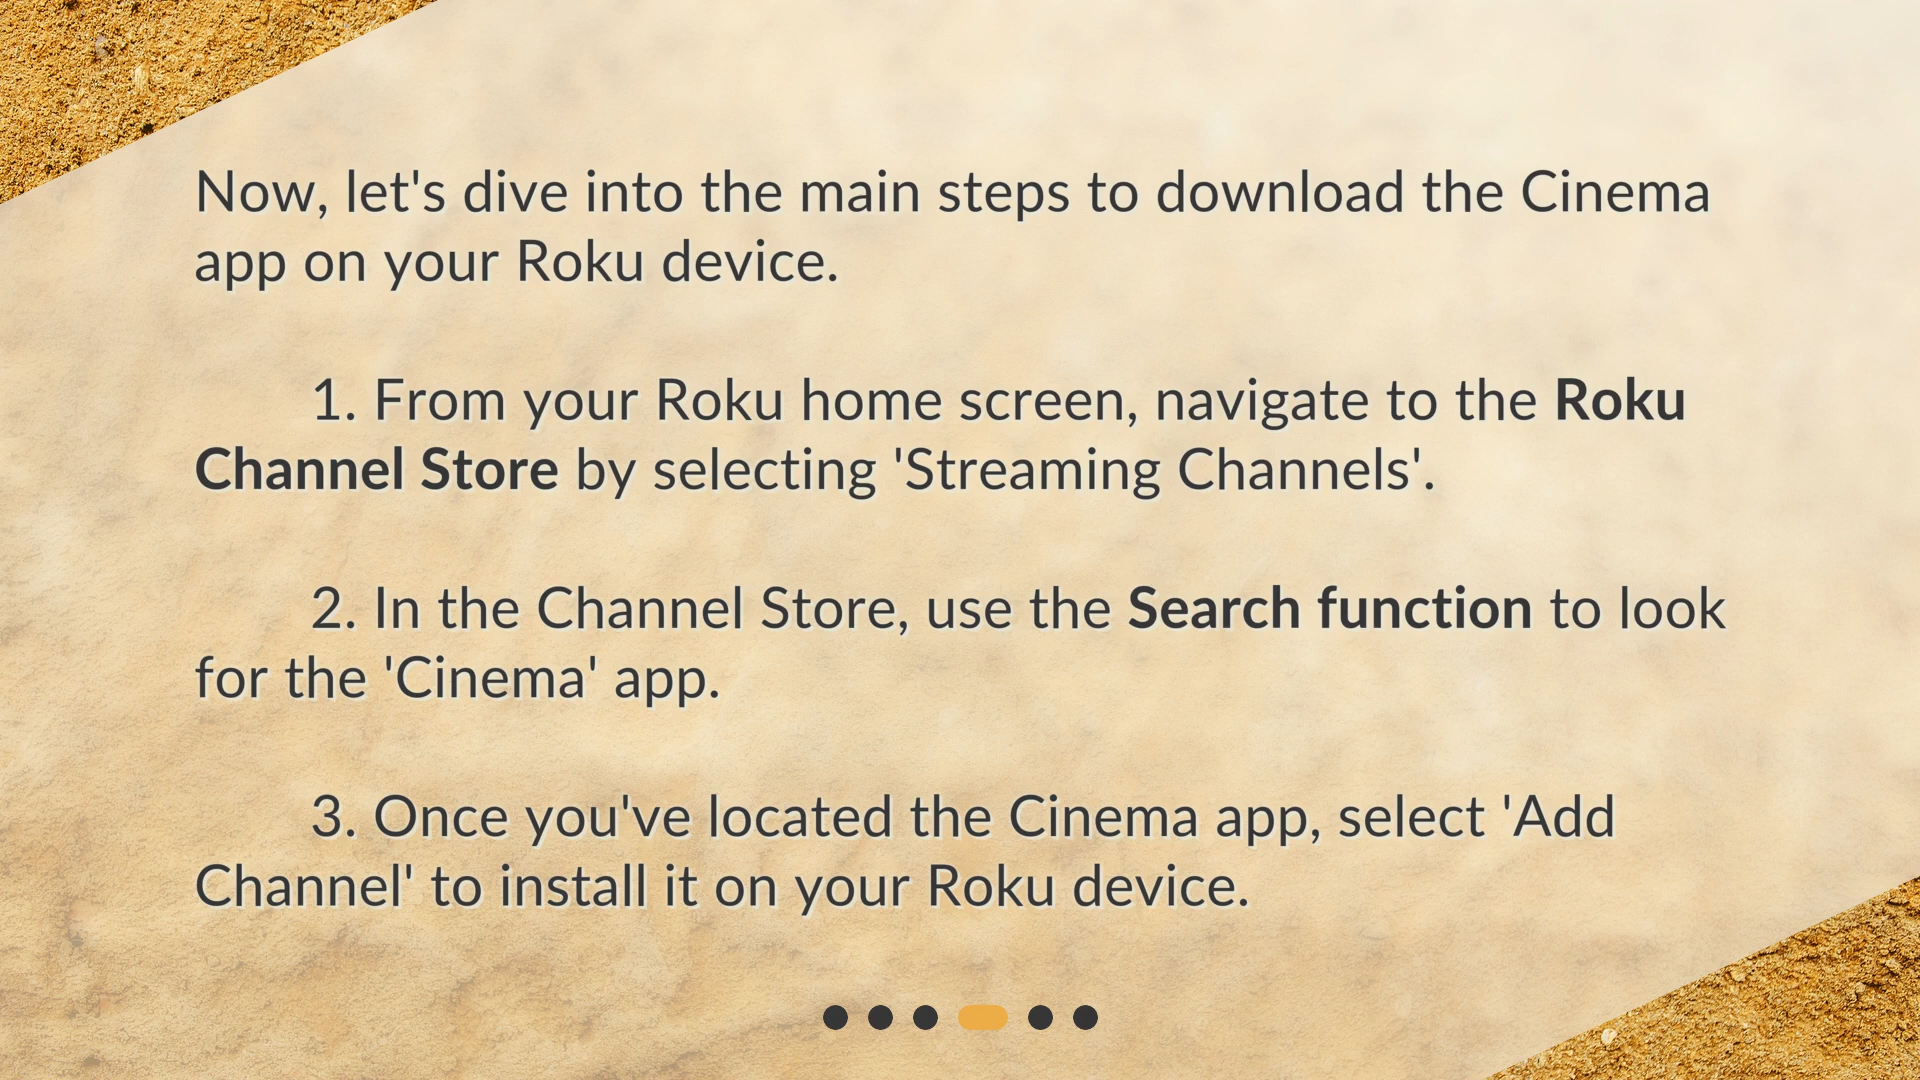 Now, let's dive into the main steps to download the Cinema
app on your Roku device.
1. From your Roku home screen, navigate to the Roku
Channel Store by selecting 'Streaming Channels'.
2. In the Channel Store, use the Search function to look
for the 'Cinema' app.
3. Once you've located the Cinema app, select 'Add
Channel' to install it on your Roku device.